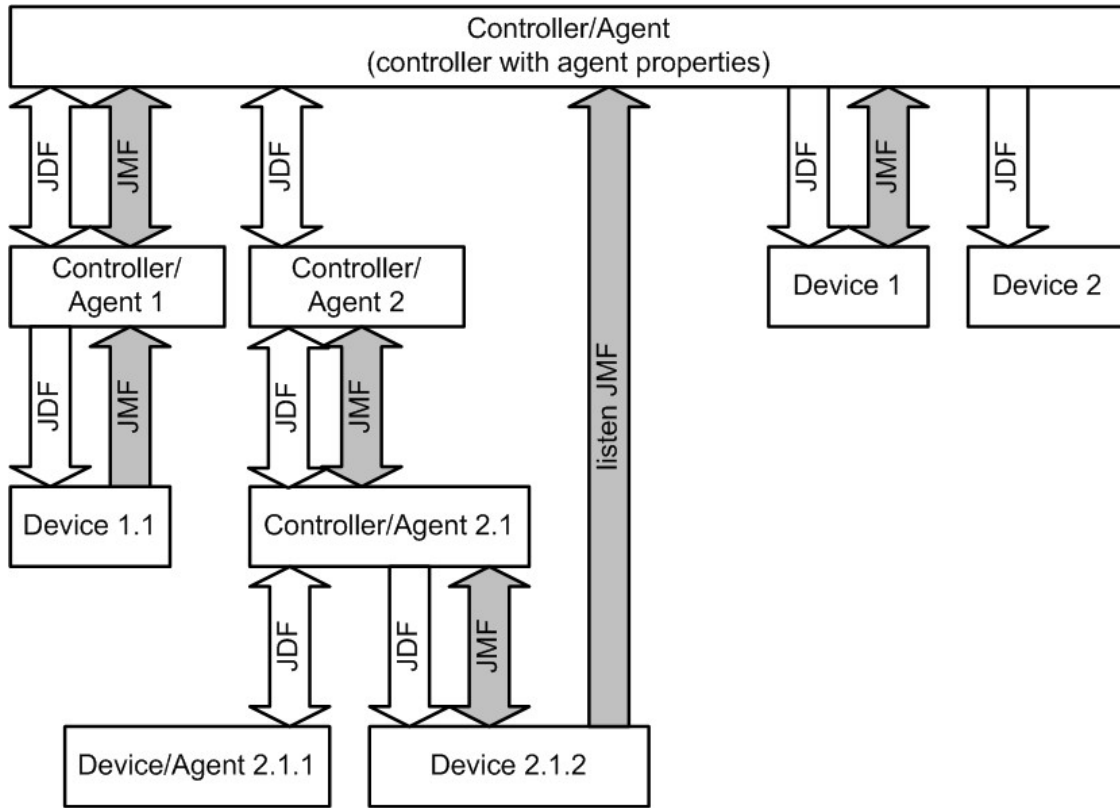 Controller/Agent
(controller with agent properties)
JDF
JMF
JDF
JDF
JMF
JDF
Controller/
Agent 1
Controller/
Agent 2
Device 1
Device 2
JDF
JMF
JDF
JMF
listen JMF
Device 1.1
Controller/Agent 2.1
JDF
JDF
JMF
Device/Agent 2.1.1
Device 2.1.2